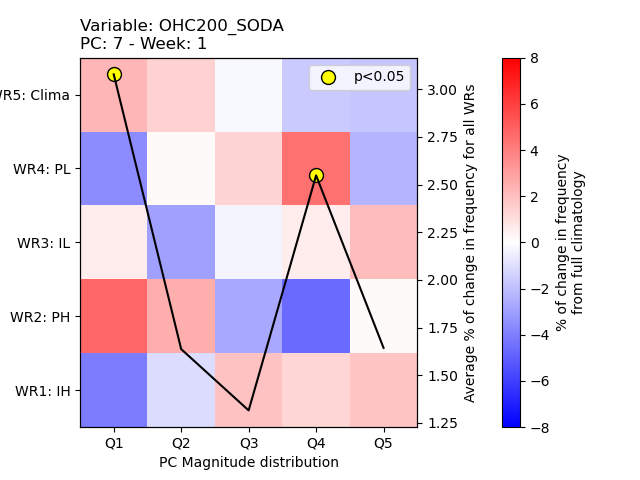 Variable: OHC200_SODA
PC: 7 - Week: 1
p<0.05
R5: Clima
WR4: PL
WR3: IL
WR2: PH
WR1: IH
Q1 Q2 Q3 Q4 Q5
PC Magnitude distribution
3.00
2.75
2.50
2.25
2.00
1.75
1.50
1.25
Average % of change in frequency for all WRs
8
6
4
2
0
−2
−4
−6
−8
% of change in frequency
from full climatology